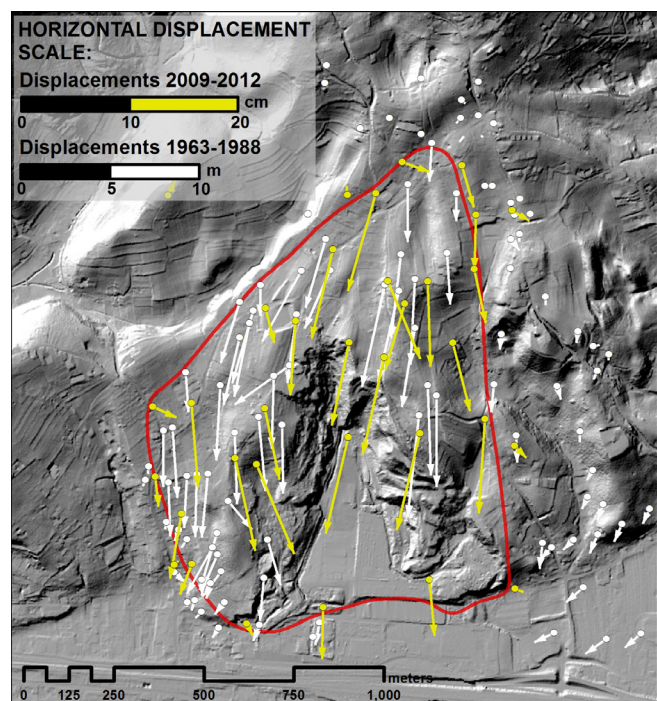 HORIZONTAL DISPLACEMENT
SCALE:
Displacements 2009-2012
cm
0 10 20
Displacements 1963-1988
m
0 5 10
meters
0 125 250 500 750 1,000